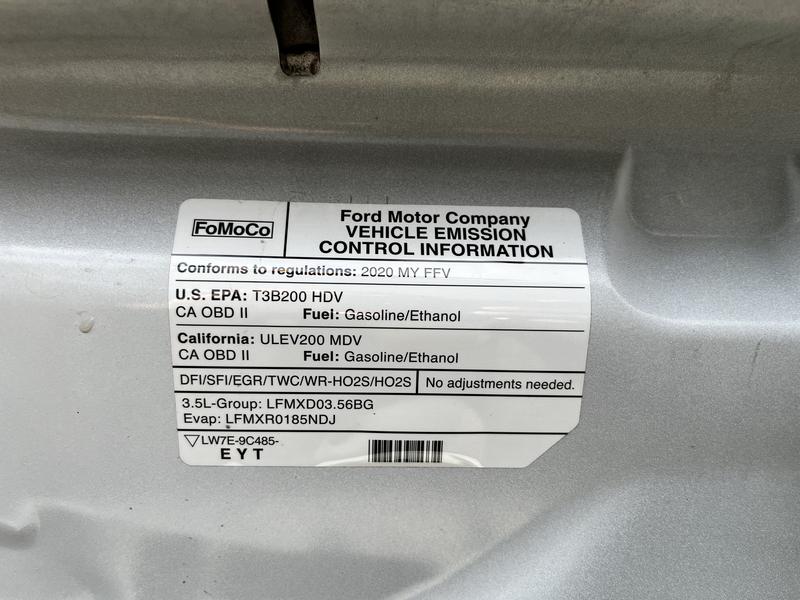 FoMoCo
Ford Motor Company
VEHICLE EMISSION
CONTROL INFORMATION
Conforms to regulations: 2020 MY FFV
U.S. EPA: T3B200 HDV
CA OBD II Fuel: Gasoline/Ethanol
California: ULEV200 MDV
CA OBD II Fuel: Gasoline/Ethanol
DFI/SFI/EGR/TWC/WR-HO2S/HO2S No adjustments needed.
3.5L-Group: LFMXD03.56BG
Evap: LFMXR0185NDJ
LW7E-9C485-
E Y T